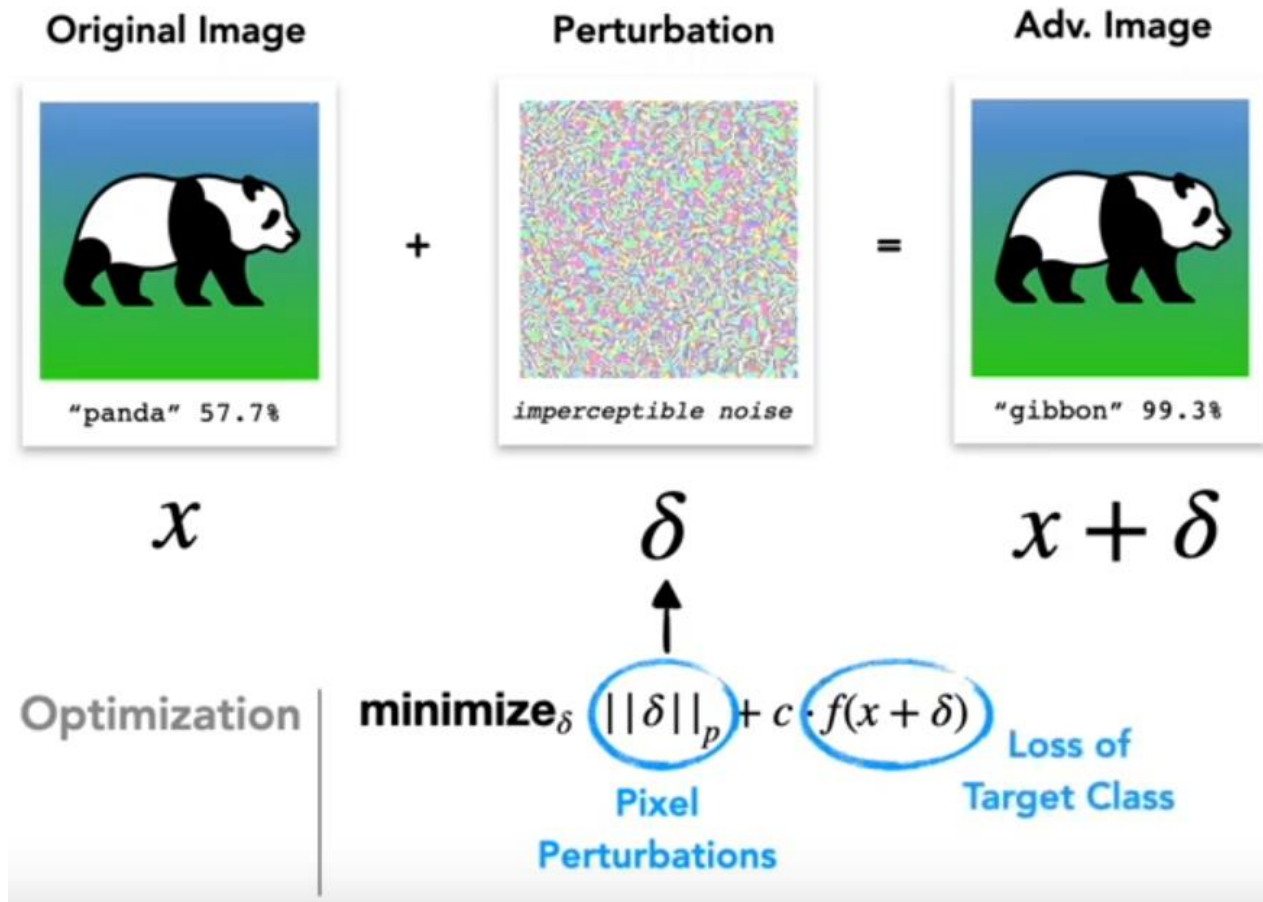 Original Image
Perturbation
Adv. Image
+
=
“panda” 57.7%
imperceptible noise
“gibbon” 99.3%
x
δ
x + δ
Optimization
minimize_δ ||δ||_p + c · f(x + δ)
Loss of
Target Class
Pixel
Perturbations